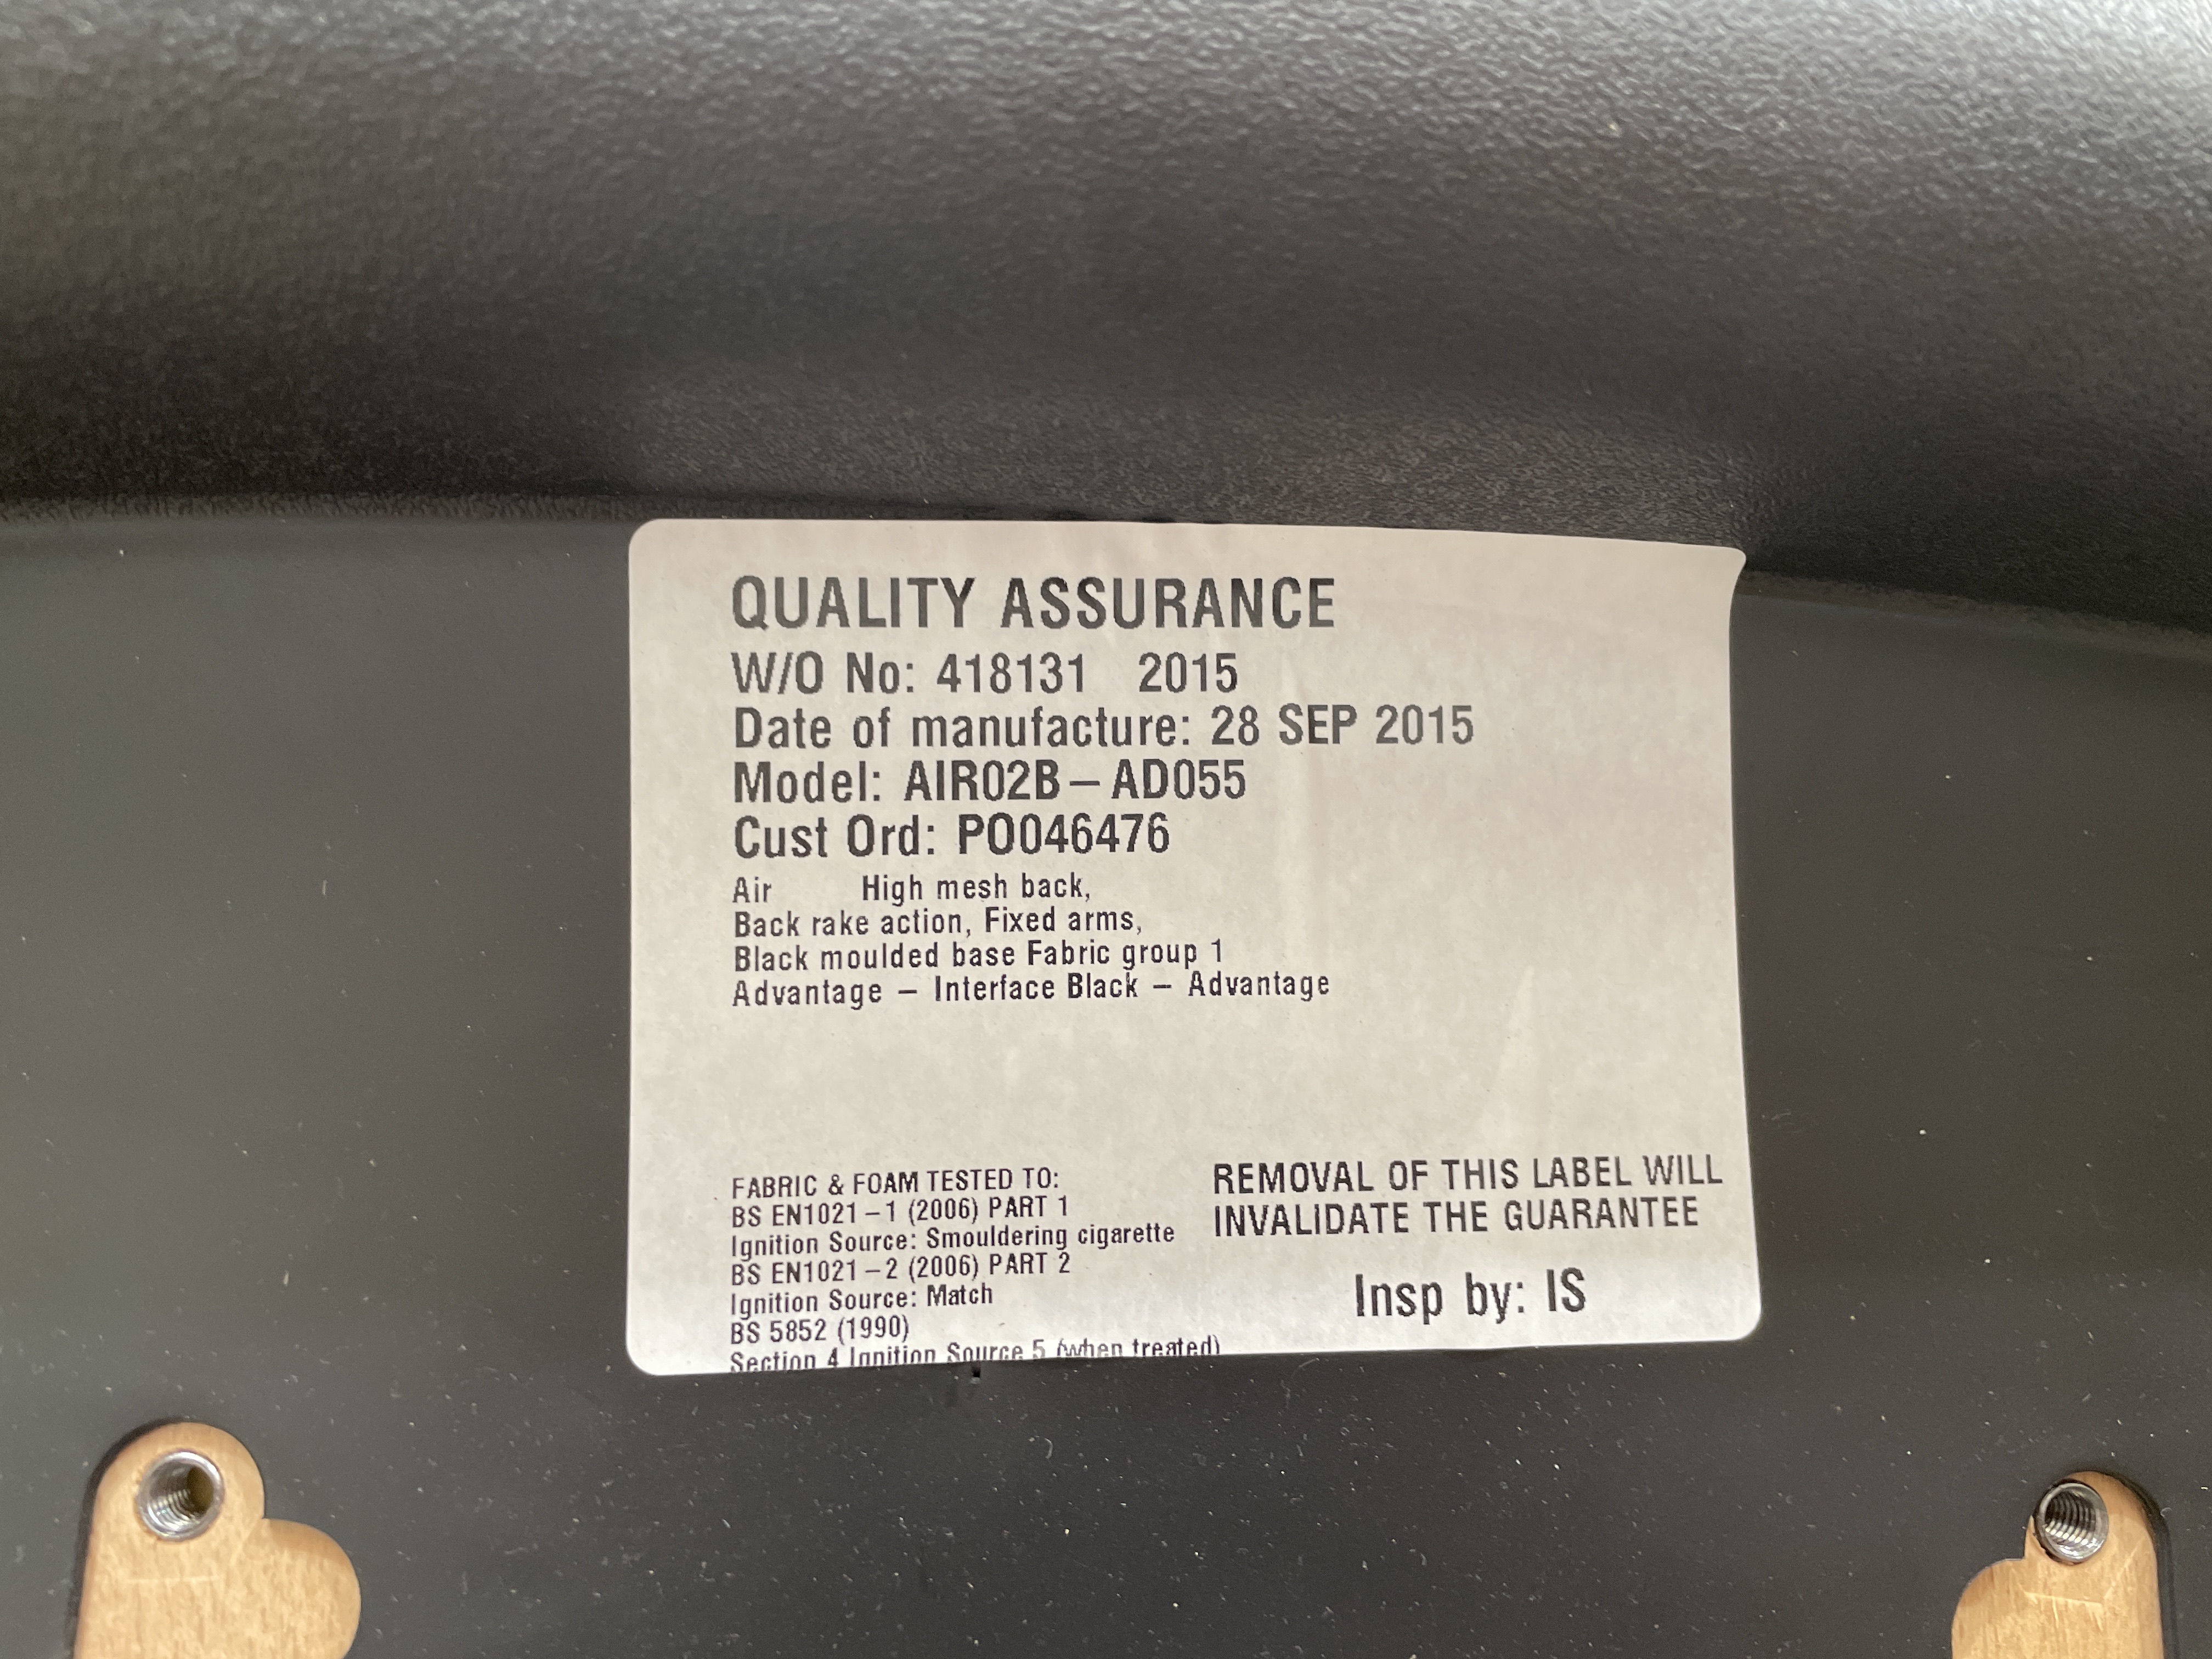 QUALITY ASSURANCE
W/O No: 418131 2015
Date of manufacture: 28 SEP 2015
Model: AIR02B – AD055
Cust Ord: PO046476
Air High mesh back,
Back rake action, Fixed arms,
Black moulded base Fabric group 1
Advantage – Interface Black – Advantage
FABRIC & FOAM TESTED TO:
BS EN1021 – 1 (2006) PART 1
Ignition Source: Smouldering cigarette
BS EN1021 – 2 (2006) PART 2
Ignition Source: Match
BS 5852 (1990)
Section 4 Ignition Source 5 (when treated)
REMOVAL OF THIS LABEL WILL
INVALIDATE THE GUARANTEE
Insp by: IS